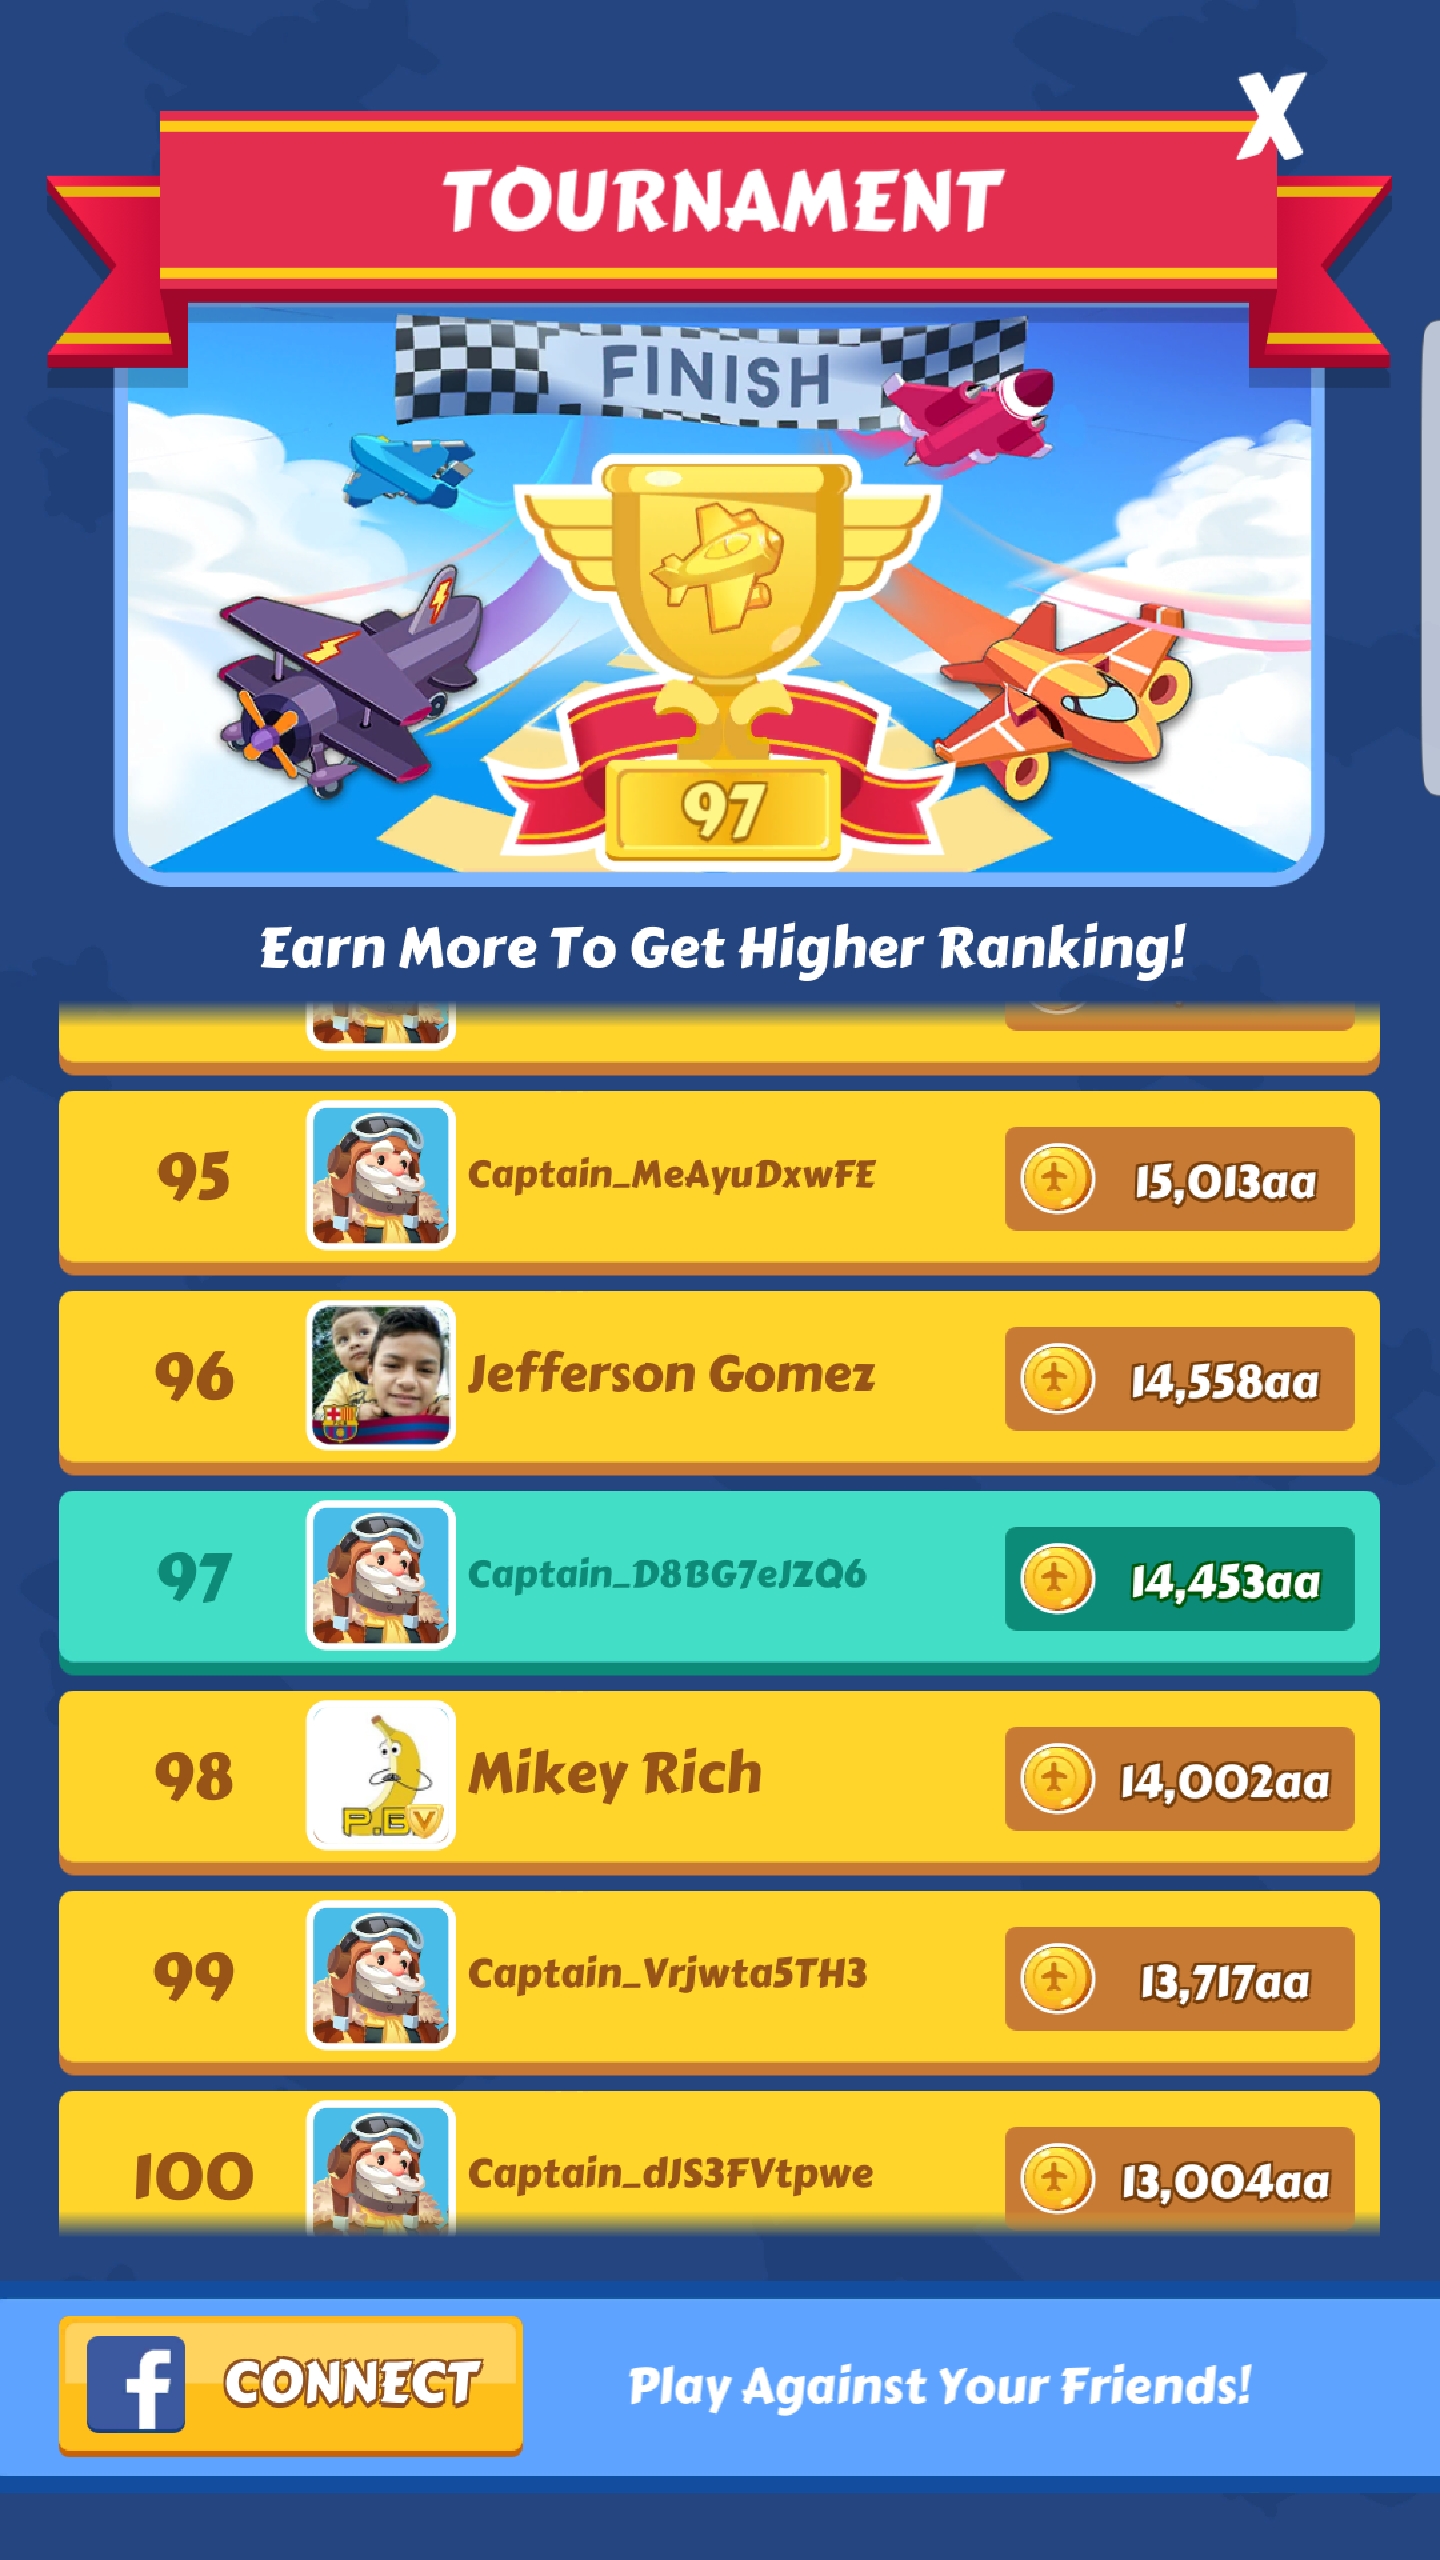 X
TOURNAMENT
FINISH
97
Earn More To Get Higher Ranking!
95 Captain_MeAyuDxwFE 15,013aa
96 Jefferson Gomez 14,558aa
97 Captain_D8BG7eJZQ6 14,453aa
98 P.B.V Mikey Rich 14,002aa
99 Captain_Vrjwta5TH3 13,717aa
100 Captain_dJS3FVtpwe 13,004aa
f CONNECT Play Against Your Friends!